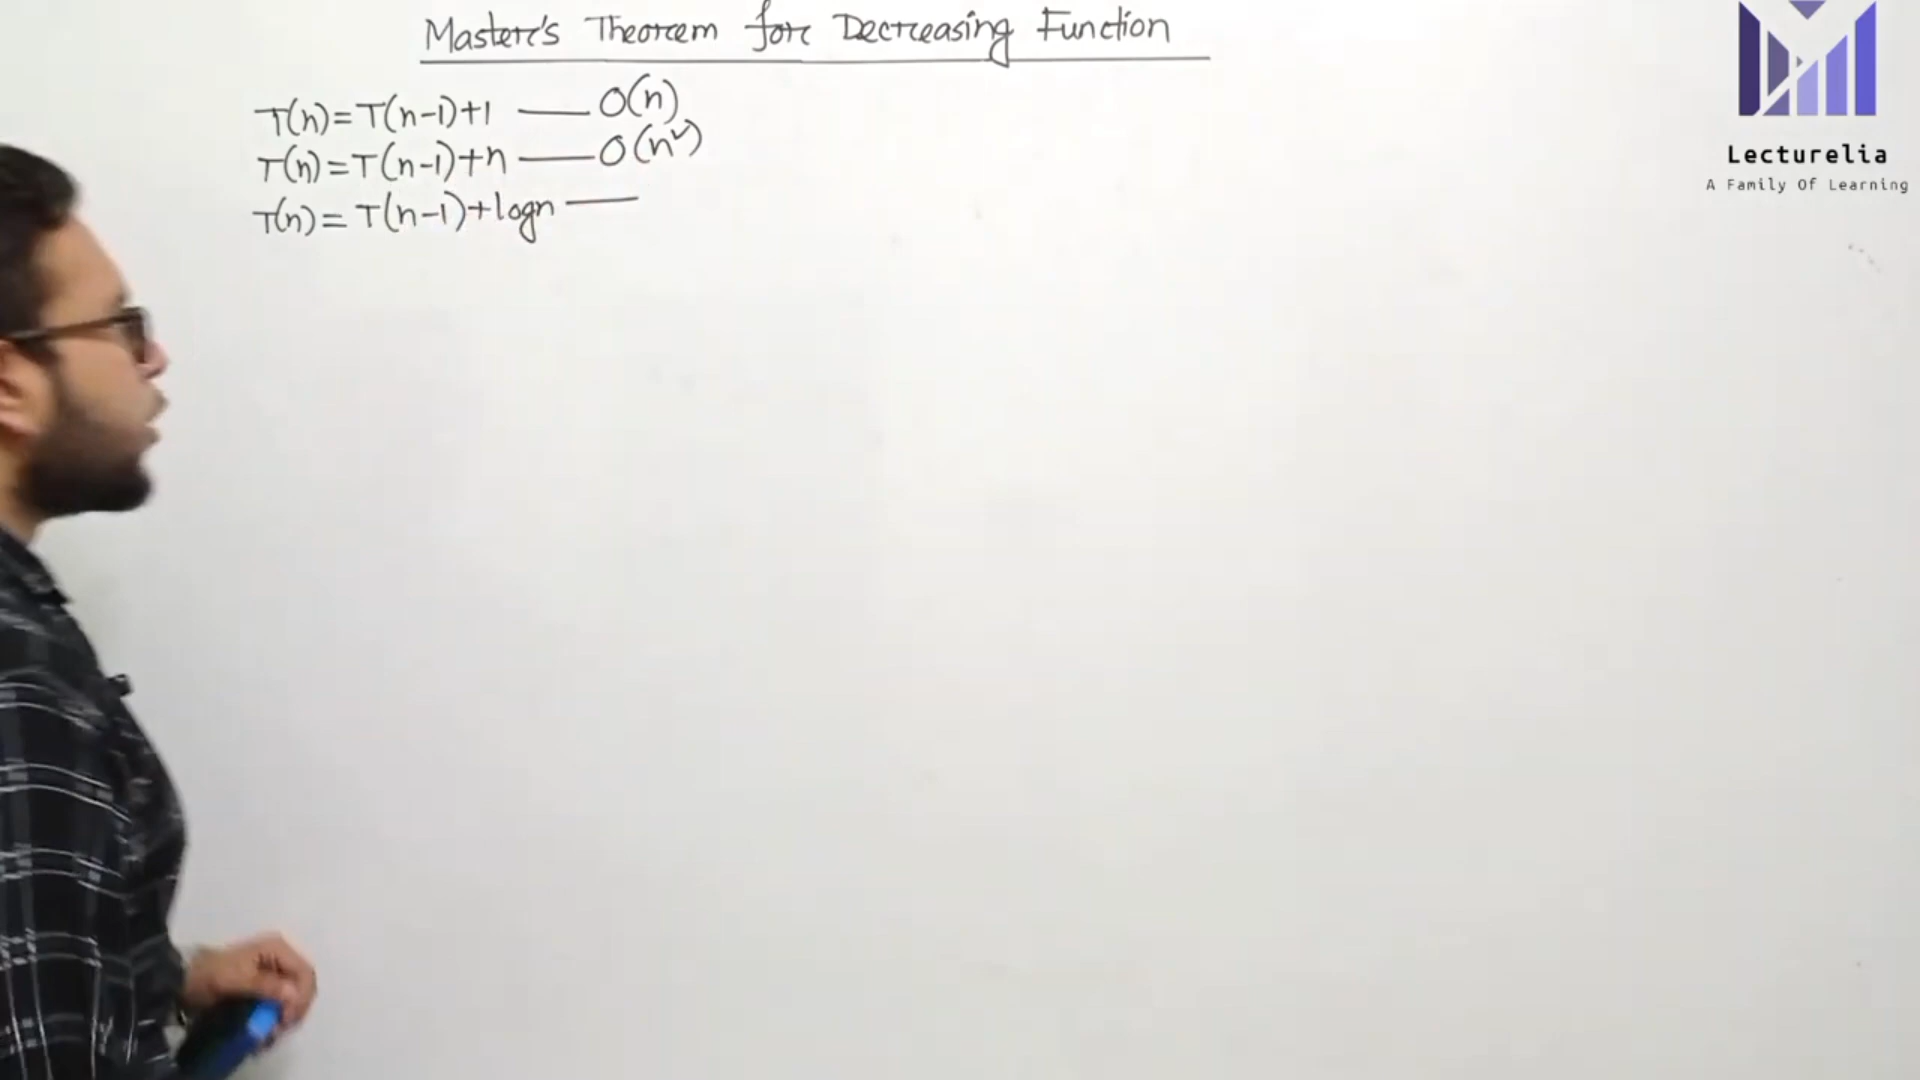 Master's Theorem for Decreasing Function
T(n)=T(n-1)+1 —— O(n)
T(n)=T(n-1)+n —— O(n²)
T(n)=T(n-1)+logn ——
Lecturelia
A Family Of Learning